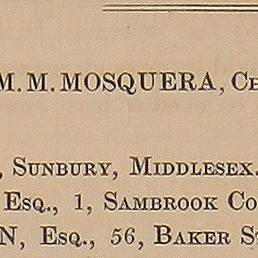 M. M. MOSQUERA, Ch
, SUNBURY, MIDDLESEX.
ESQ., 1, SAMBROOK CO
N, ESQ., 56, BAKER S